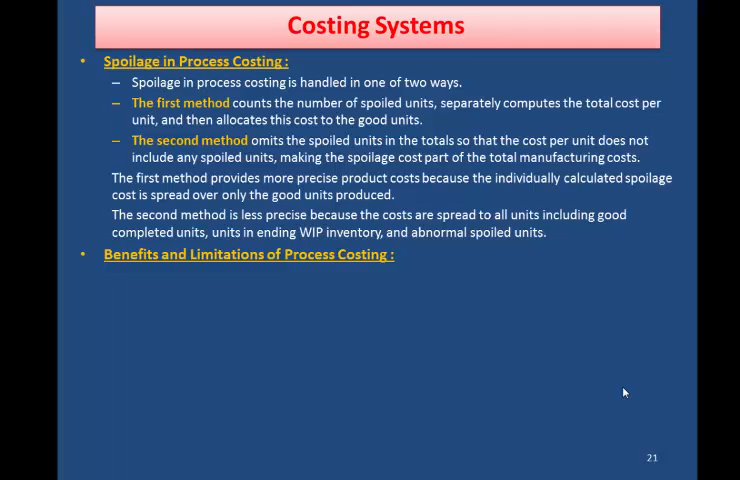 Costing Systems
• Spoilage in Process Costing :
– Spoilage in process costing is handled in one of two ways.
– The first method counts the number of spoiled units, separately computes the total cost per
unit, and then allocates this cost to the good units.
– The second method omits the spoiled units in the totals so that the cost per unit does not
include any spoiled units, making the spoilage cost part of the total manufacturing costs.
The first method provides more precise product costs because the individually calculated spoilage
cost is spread over only the good units produced.
The second method is less precise because the costs are spread to all units including good
completed units, units in ending WIP inventory, and abnormal spoiled units.
• Benefits and Limitations of Process Costing :
21